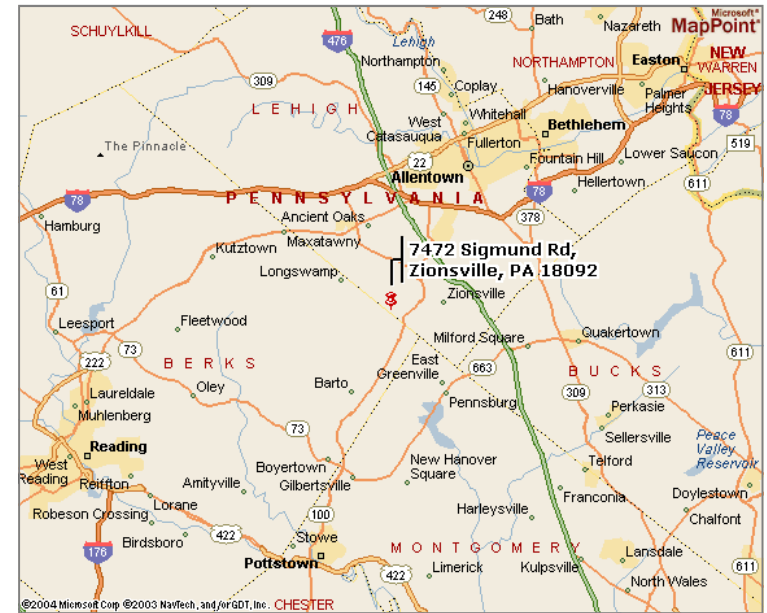 Microsoft®
MapPoint®
SCHUYLKILL
248
Bath
Nazareth
476
Lehigh
Northampton
NORTHAMPTON
Easton
NEW
WARREN
JERSEY
309
145
Coplay
Hanoverville
Palmer
Heights
78
LEHIGH
West
Catasauqua
Whitehall
Bethlehem
519
The Pinnacle
Fullerton
22
Allentown
Fountain Hill
Lower Saucon
611
78
PENNSYLVANIA
78
Hellertown
Hamburg
Ancient Oaks
378
Kutztown
Maxatawny
7472 Sigmund Rd,
Zionsville, PA 18092
Longswamp
61
Zionsville
Leesport
Fleetwood
Milford Square
Quakertown
73
611
222
BERKS
East
Greenville
663
BUCKS
Laureldale
Oley
Barto
309
313
Muhlenberg
Pennsburg
Perkasie
73
Sellersville
Peace
Valley
Reservoir
Reading
West
Reading
Boyertown
New Hanover
Square
Telford
Reiffton
Amityville
Gilbertsville
Doylestown
Lorane
Franconia
Robeson Crossing
100
Harleysville
Chalfont
422
176
Birdsboro
Stowe
MONTGOMERY
Lansdale
Pottstown
422
Limerick
Kulpsville
611
North Wales
©2004 Microsoft Corp ©2003 NavTech, and/or GDT, Inc.
CHESTER